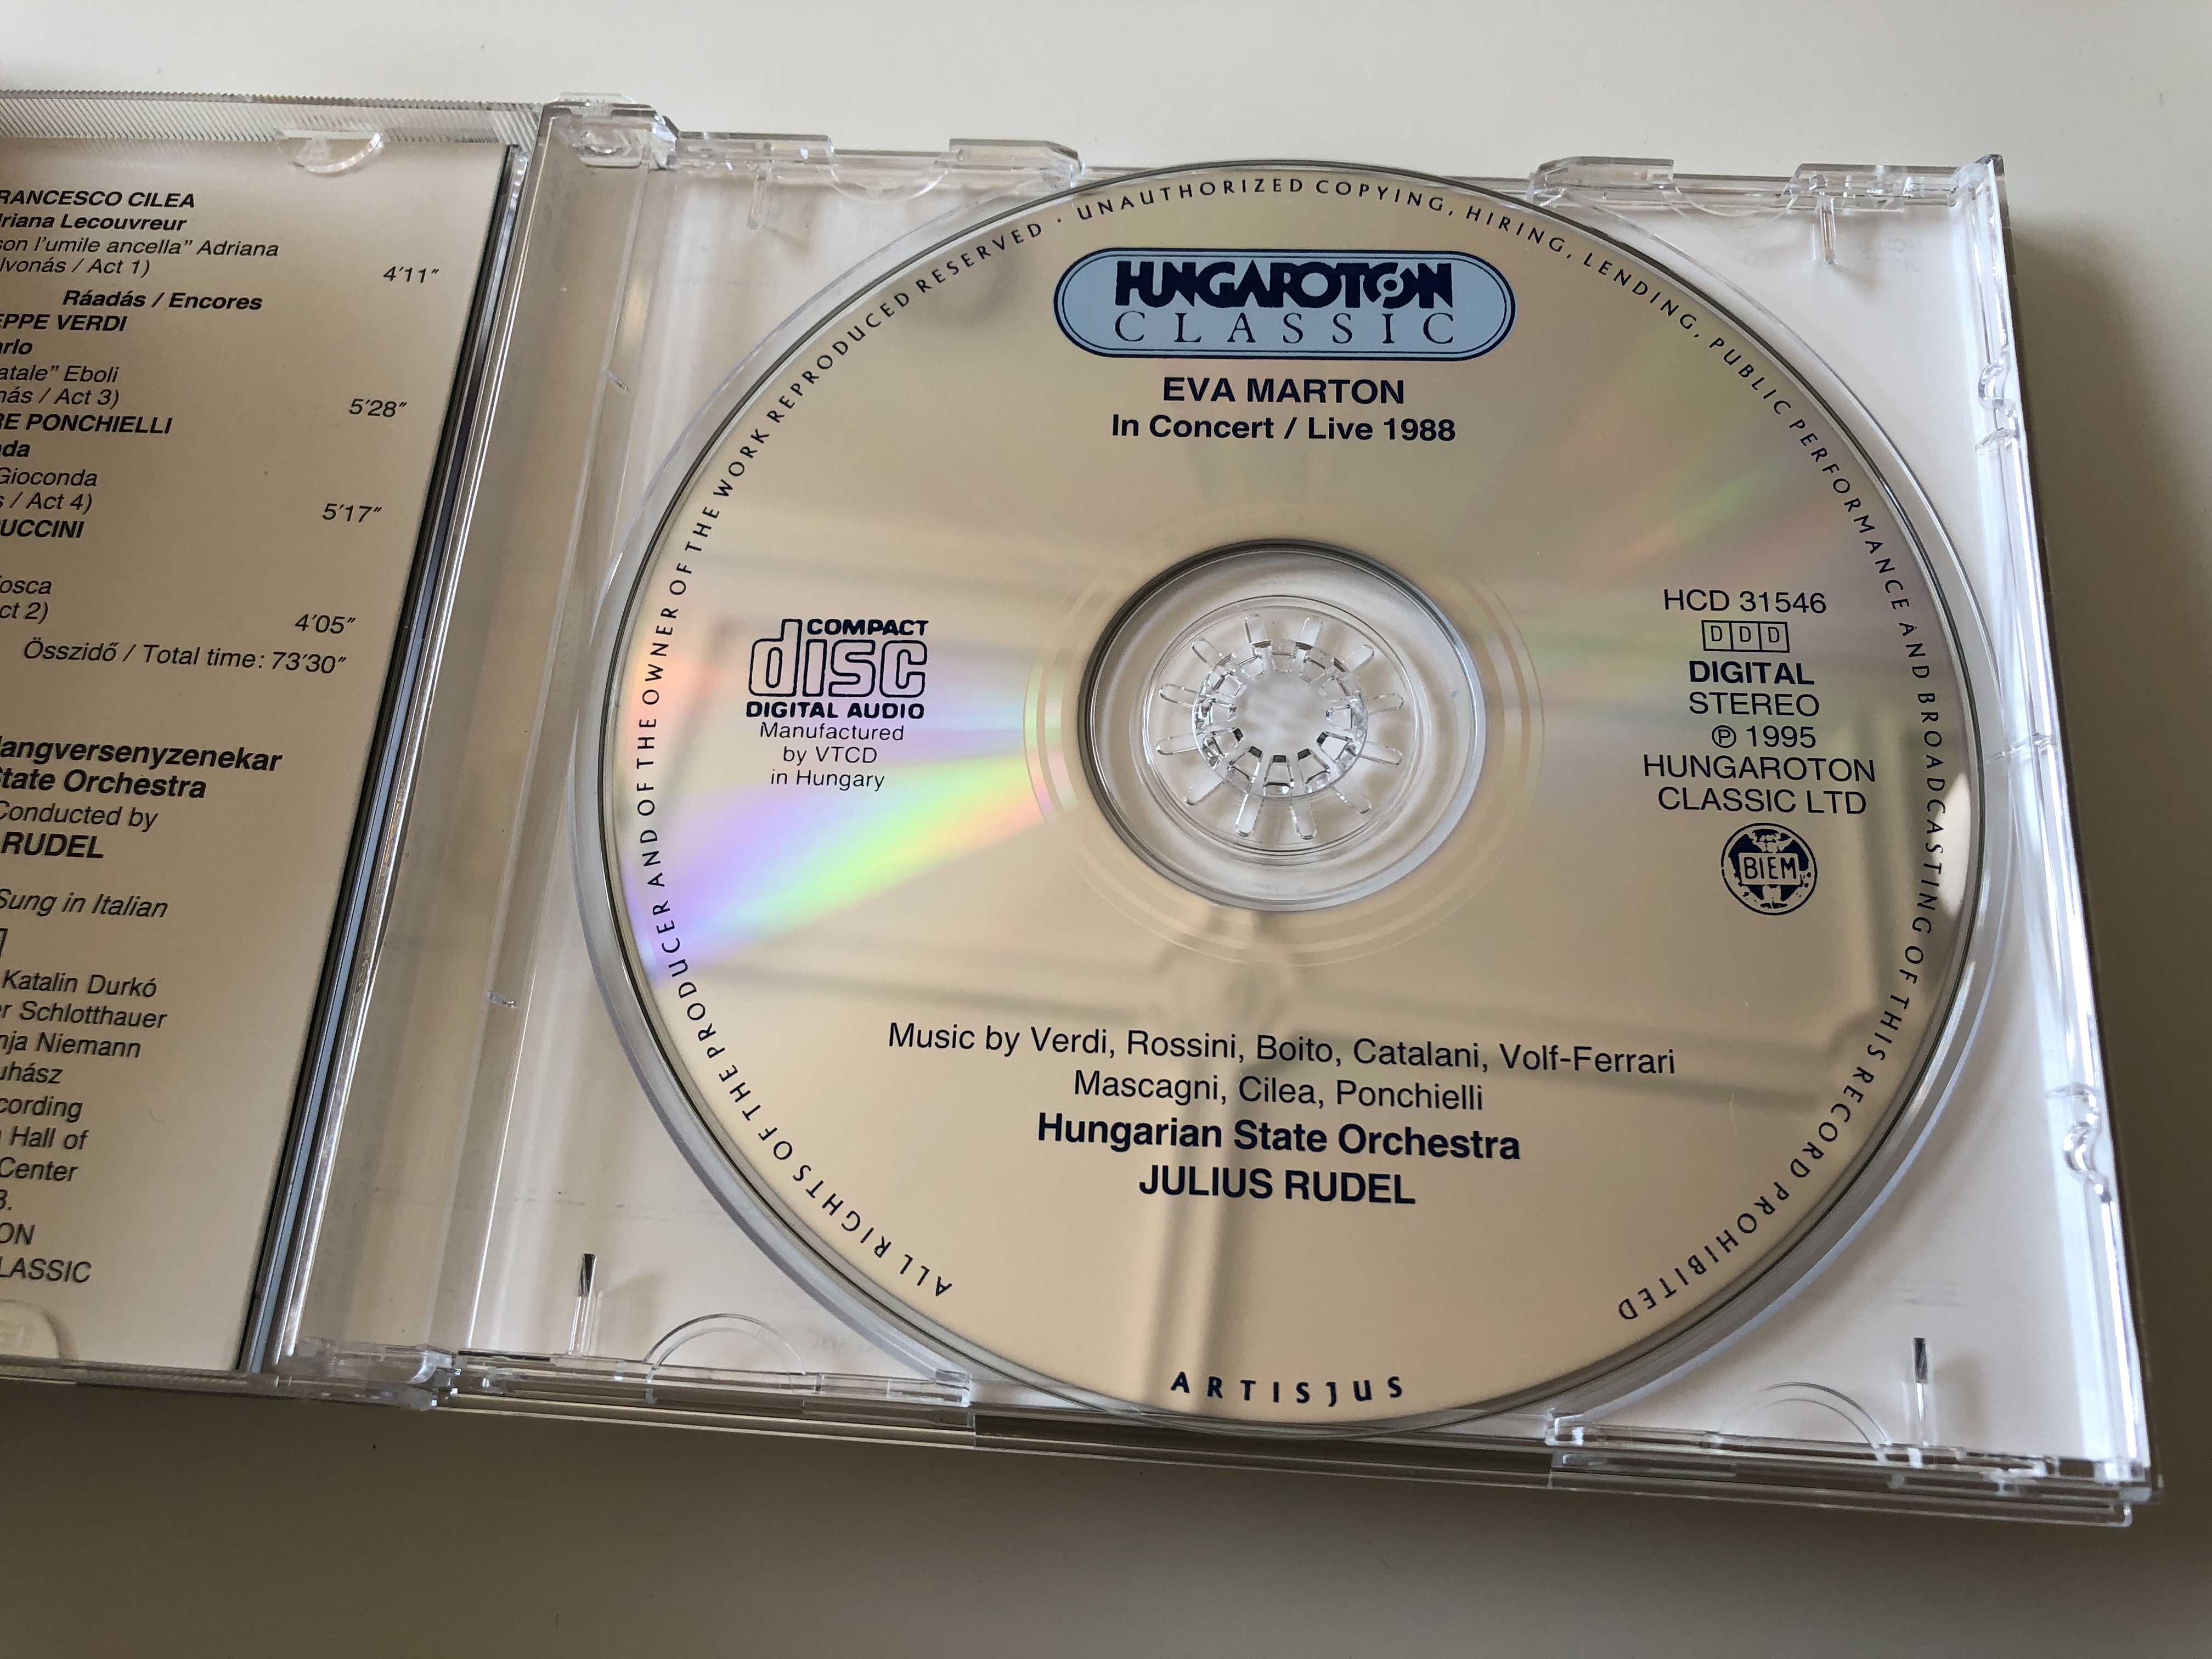 RANCESCO CILEA
driana Lecouvreur
son l'umile ancella" Adriana
lvonás / Act 1) 4'11"
Ráadás / Encores
EPPE VERDI
arlo
atale" Eboli
nás / Act 3) 5'28"
RE PONCHIELLI
nda
Gioconda
s / Act 4) 5'17"
UCCINI
Tosca
ct 2) 4'05"
Összidő / Total time: 73'30"
Hangversenyzenekar
State Orchestra
Conducted by
RUDEL
Sung in Italian
Katalin Durkó
er Schlotthauer
nja Niemann
uhász
cording
Hall of
Center
3.
ON
LASSIC
ALL RIGHTS OF THE PRODUCER AND OF THE OWNER OF THE WORK REPRODUCED RESERVED · UNAUTHORIZED COPYING, HIRING, LENDING, PUBLIC PERFORMANCE AND BROADCASTING OF THIS RECORD PROHIBITED
HUNGAROTON
CLASSIC
EVA MARTON
In Concert / Live 1988
COMPACT
disc
DIGITAL AUDIO
Manufactured
by VTCD
in Hungary
HCD 31546
DDD
DIGITAL
STEREO
℗ 1995
HUNGAROTON
CLASSIC LTD
BIEM
Music by Verdi, Rossini, Boito, Catalani, Volf-Ferrari
Mascagni, Cilea, Ponchielli
Hungarian State Orchestra
JULIUS RUDEL
ARTISJUS